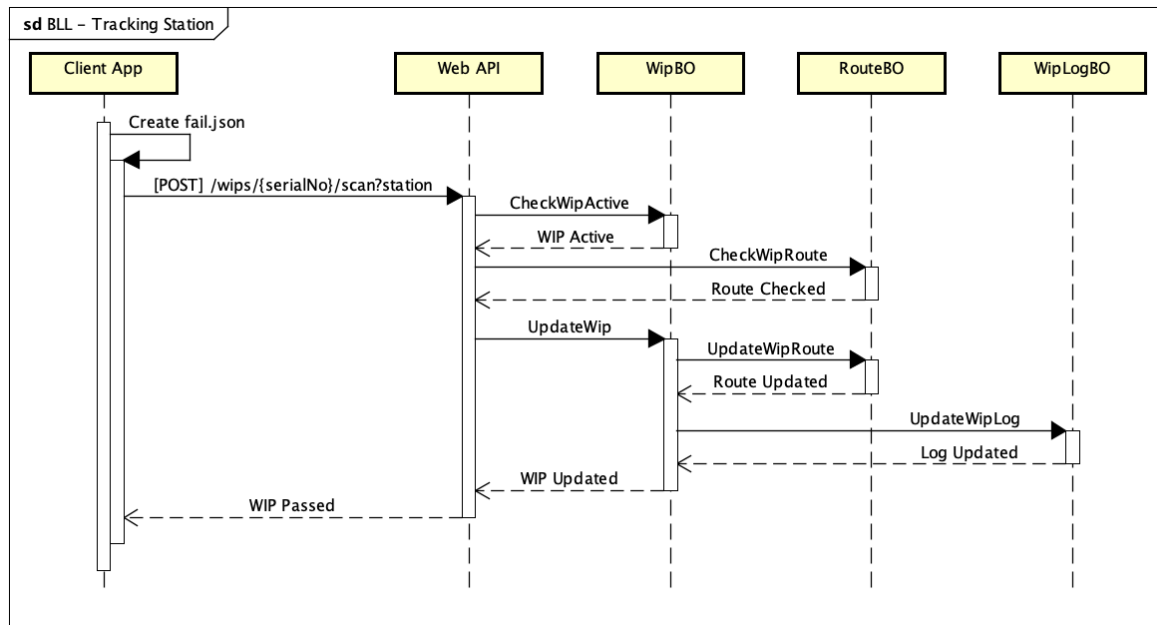 sd BLL – Tracking Station
Client App
Web API
WipBO
RouteBO
WipLogBO
Create fail.json
[POST] /wips/{serialNo}/scan?station
CheckWipActive
WIP Active
CheckWipRoute
Route Checked
UpdateWip
UpdateWipRoute
Route Updated
UpdateWipLog
Log Updated
WIP Updated
WIP Passed